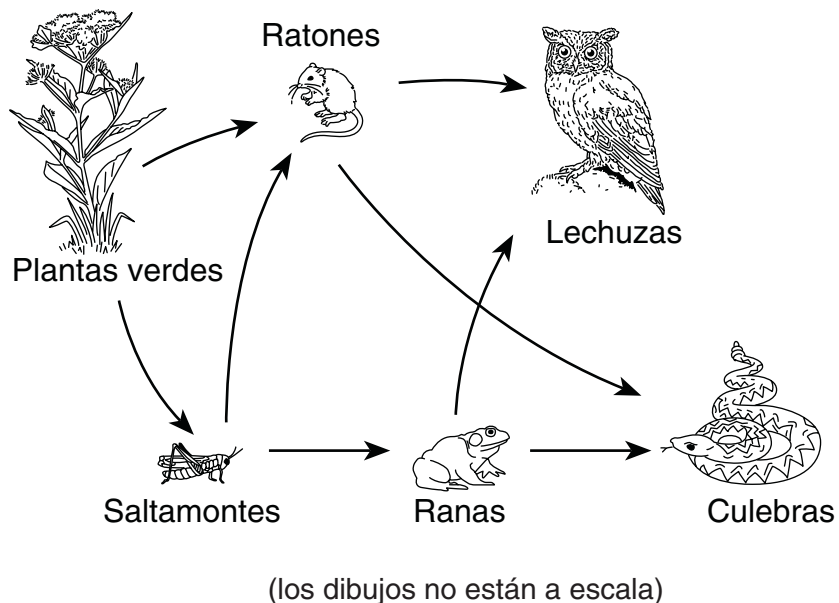 Ratones
Lechuzas
Plantas verdes
Saltamontes
Ranas
Culebras
(los dibujos no están a escala)